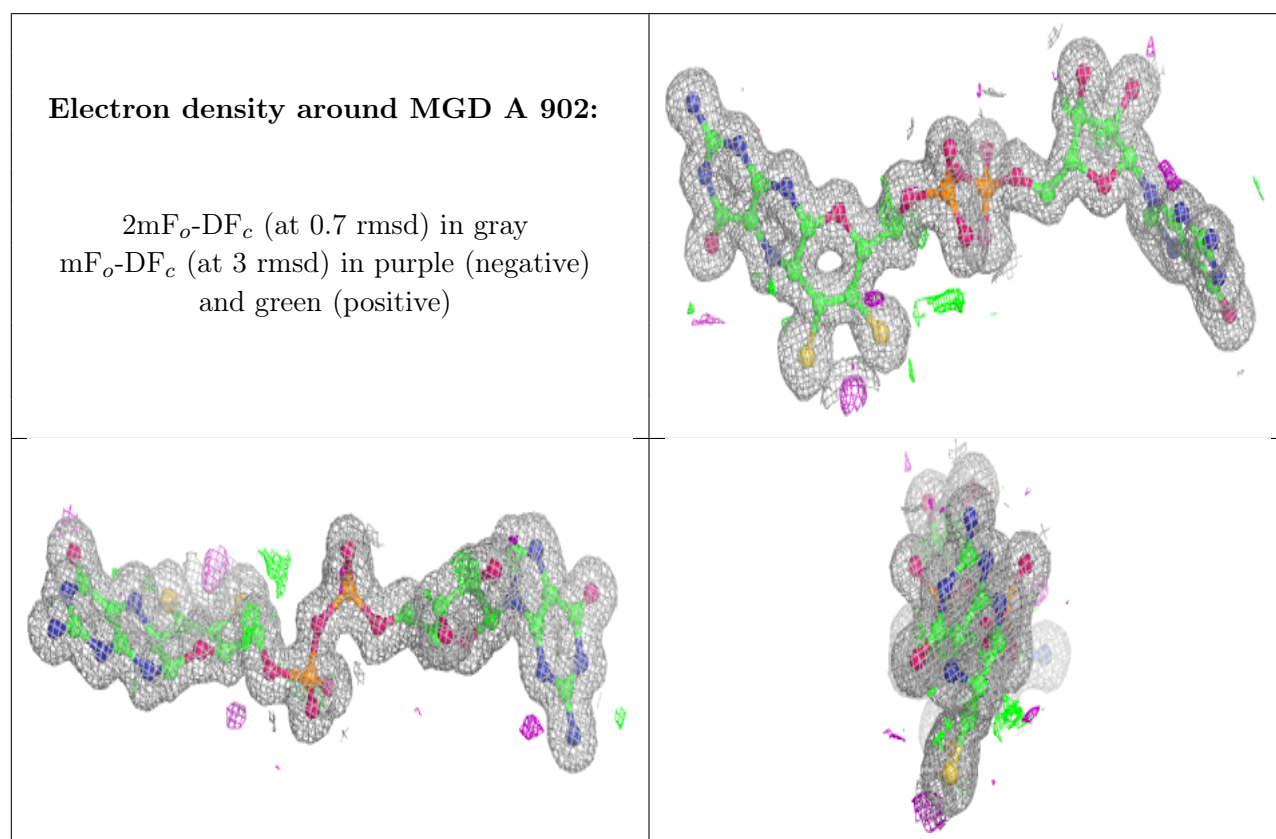 Electron density around MGD A 902:
2mFo-DFc (at 0.7 rmsd) in gray
mFo-DFc (at 3 rmsd) in purple (negative)
and green (positive)